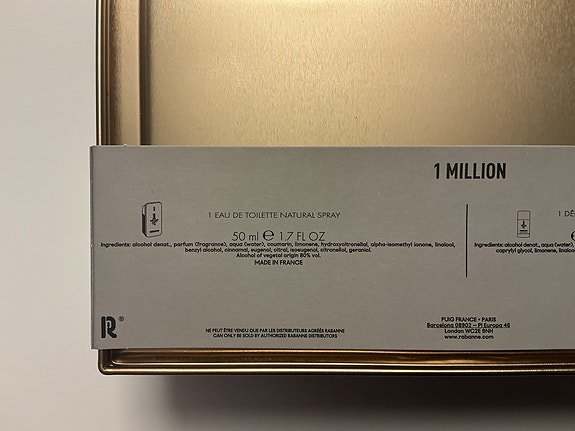 1 MILLION
1 EAU DE TOILETTE NATURAL SPRAY
50 ml ℮ 1.7 FL OZ
Ingredients: alcohol denat., parfum (fragrance), aqua (water), coumarin, limonene, hydroxycitronellal, alpha-isomethyl ionone, linalool,
benzyl alcohol, cinnamal, eugenol, citral, isoeugenol, citronellol, geraniol.
Alcohol of vegetal origin 80% vol.
MADE IN FRANCE
R®
NE PEUT ÊTRE VENDU QUE PAR LES DISTRIBUTEURS AGRÉÉS RABANNE
CAN ONLY BE SOLD BY AUTHORIZED RABANNE DISTRIBUTORS
1 DÉ
Ingredients: alcohol denat., aqua (water),
caprylyl glycol, limonene, linalool
PUIG FRANCE • PARIS
Barcelona 08902 – Pl Europa 46
London WC2E 9NH
www.rabanne.com